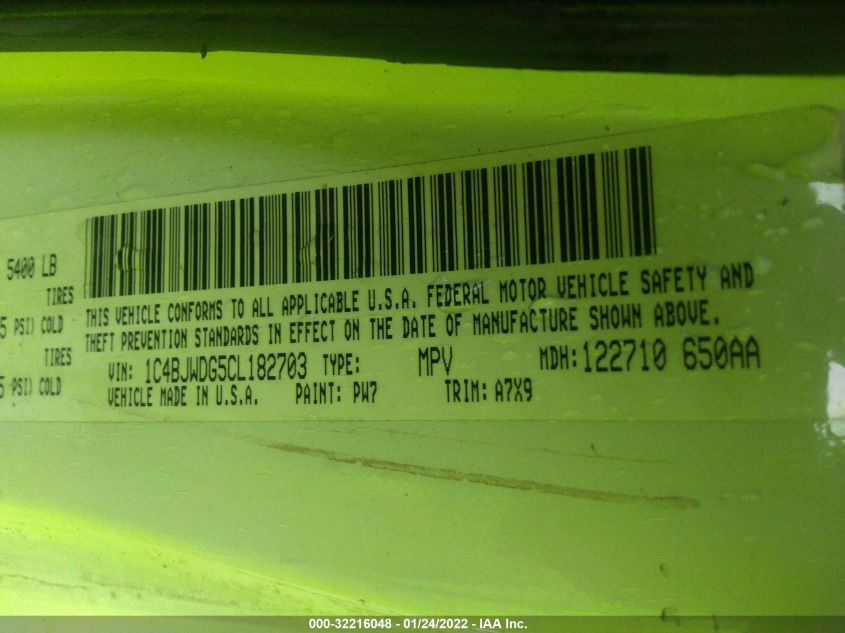 5400 LB
TIRES
5 PSI) COLD
TIRES
5 PSI) COLD
THIS VEHICLE CONFORMS TO ALL APPLICABLE U.S.A. FEDERAL MOTOR VEHICLE SAFETY AND
THEFT PREVENTION STANDARDS IN EFFECT ON THE DATE OF MANUFACTURE SHOWN ABOVE.
VIN: 1C4BJWDG5CL182703 TYPE: MPV MDH: 122710 650AA
VEHICLE MADE IN U.S.A. PAINT: PW7 TRIM: A7X9
000-32216048 - 01/24/2022 - IAA Inc.